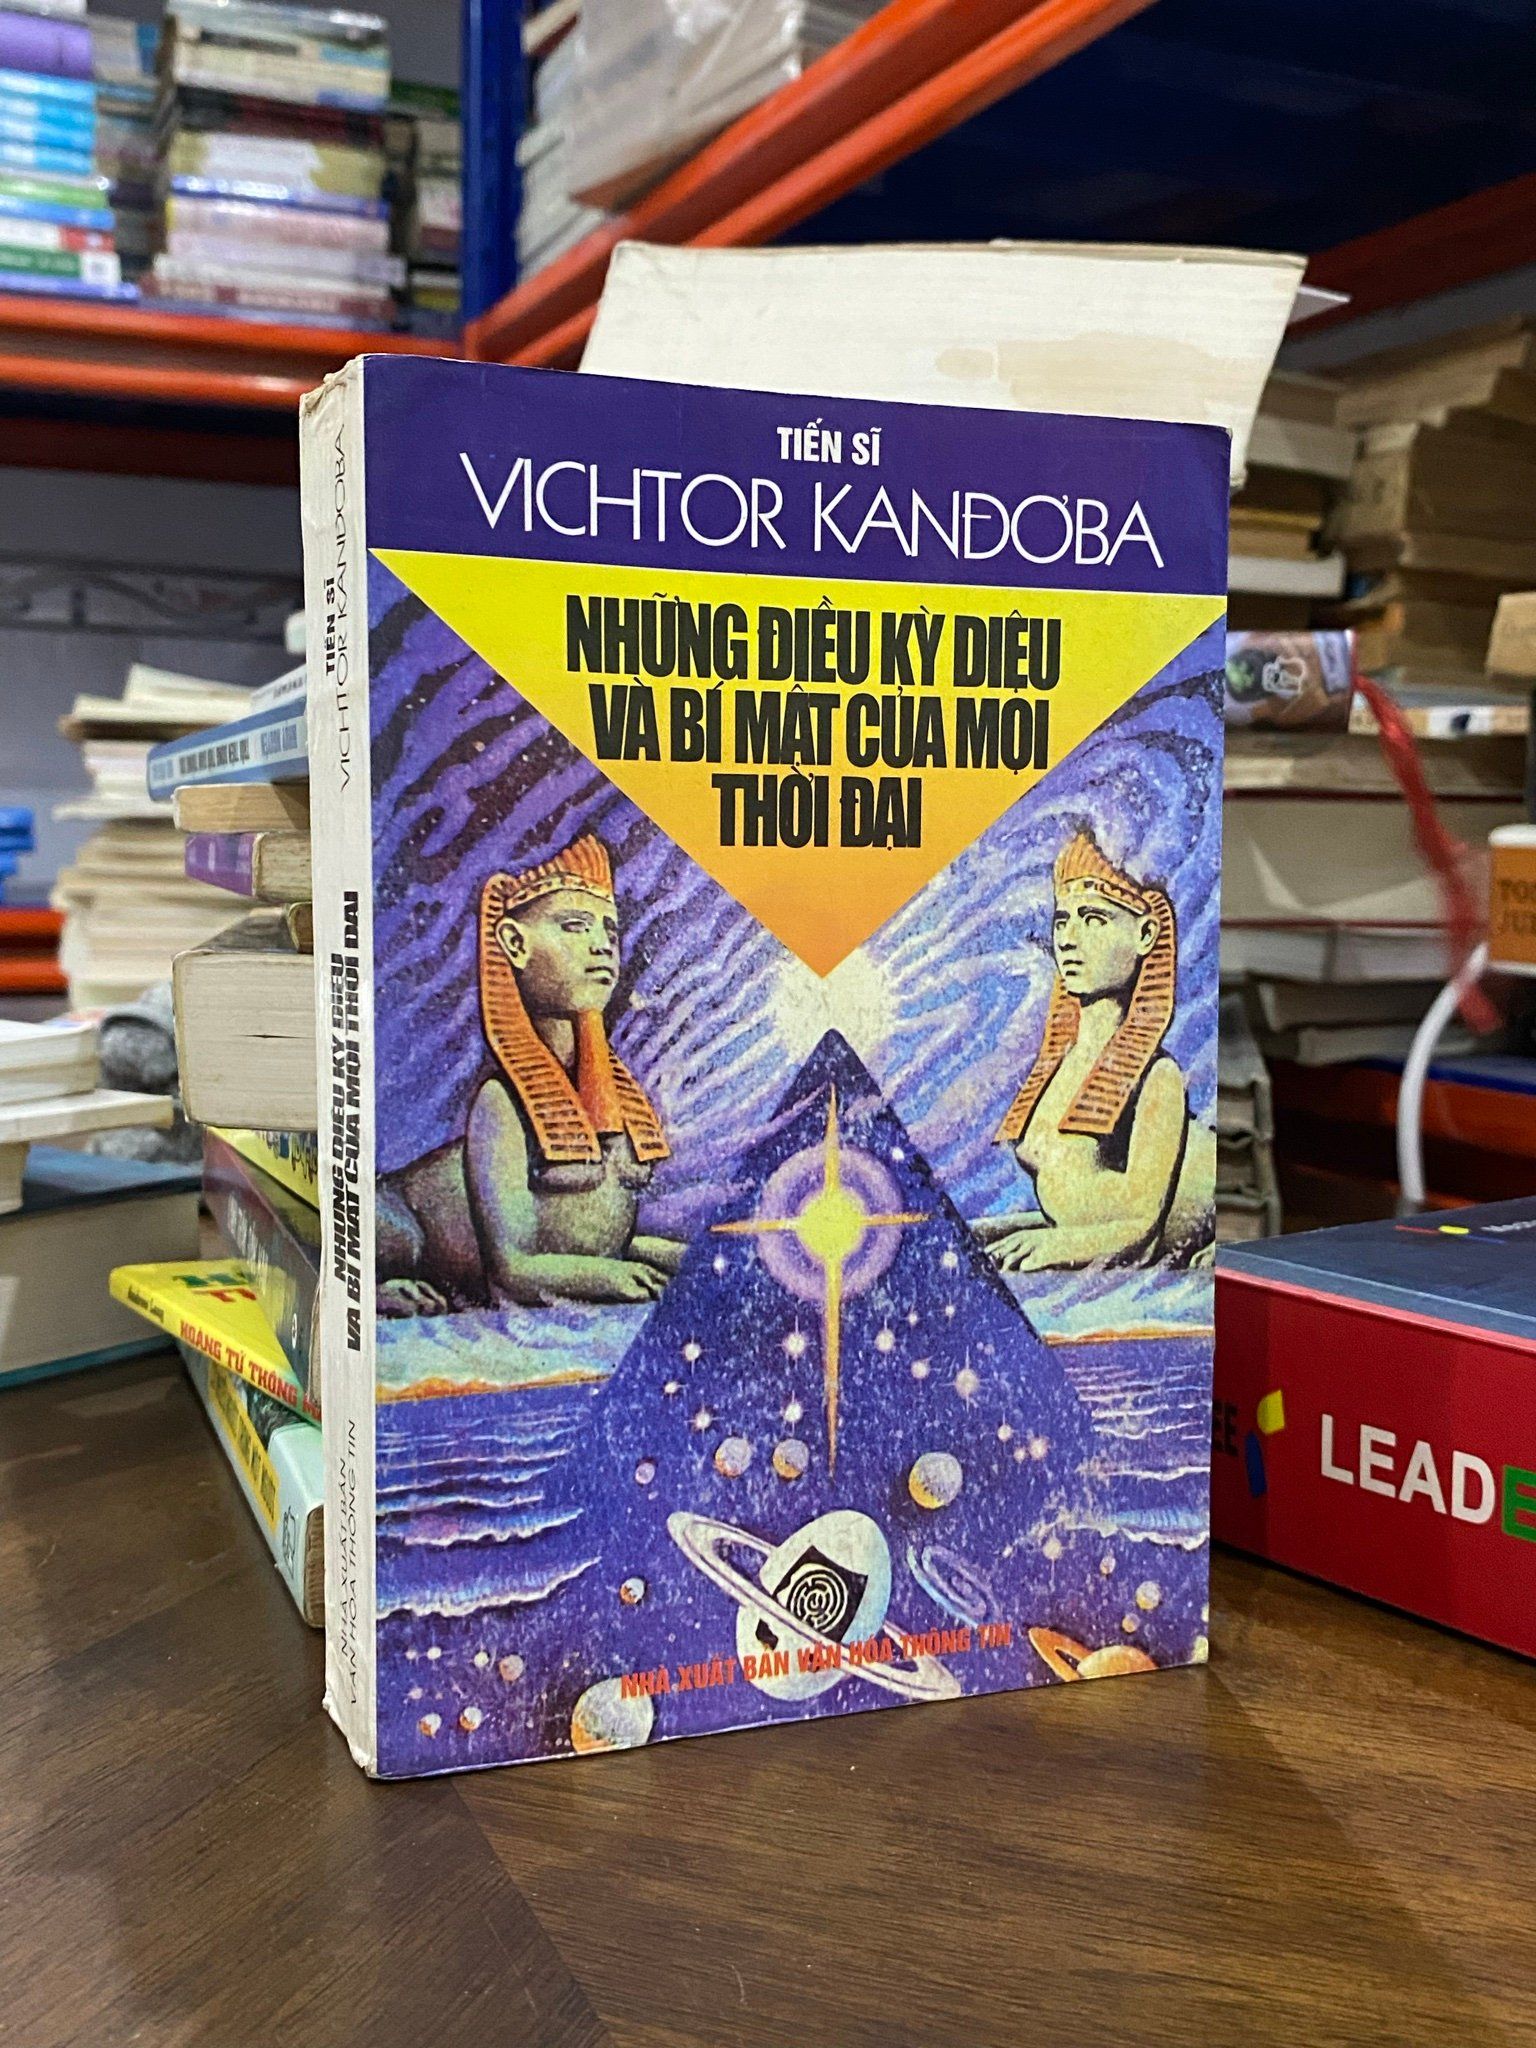 TIẾN SĨ
VICHTOR KANĐƠBA
NHỮNG ĐIỀU KỲ DIỆU
VÀ BÍ MẬT CỦA MỌI
THỜI ĐẠI
NHÀ XUẤT BẢN VĂN HÓA THÔNG TIN
TIẾN SĨ
VICHTOR KANDOBA
NHỮNG ĐIỀU KỲ DIỆU
VÀ BÍ MẬT CỦA MỌI THỜI ĐẠI
NHÀ XUẤT BẢN
VĂN HÓA THÔNG TIN
HOÀNG TỬ THÔNG
LEADE